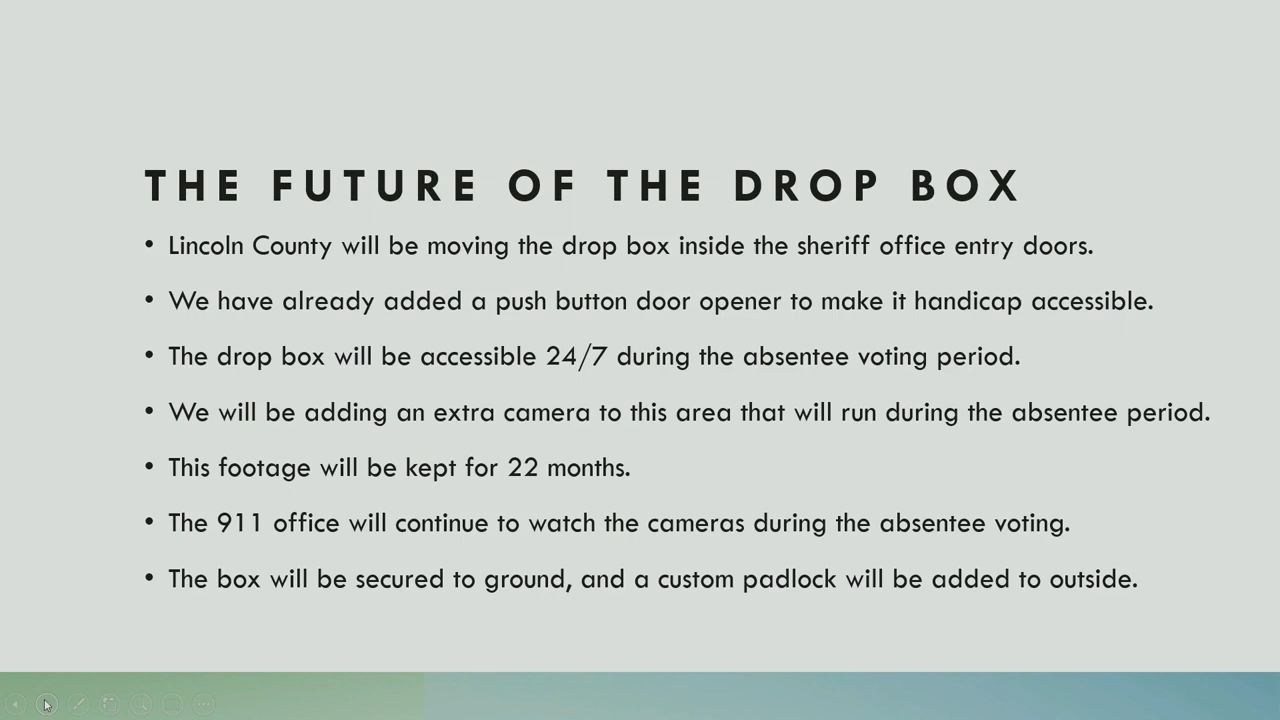 THE FUTURE OF THE DROP BOX
• Lincoln County will be moving the drop box inside the sheriff office entry doors.
• We have already added a push button door opener to make it handicap accessible.
• The drop box will be accessible 24/7 during the absentee voting period.
• We will be adding an extra camera to this area that will run during the absentee period.
• This footage will be kept for 22 months.
• The 911 office will continue to watch the cameras during the absentee voting.
• The box will be secured to ground, and a custom padlock will be added to outside.